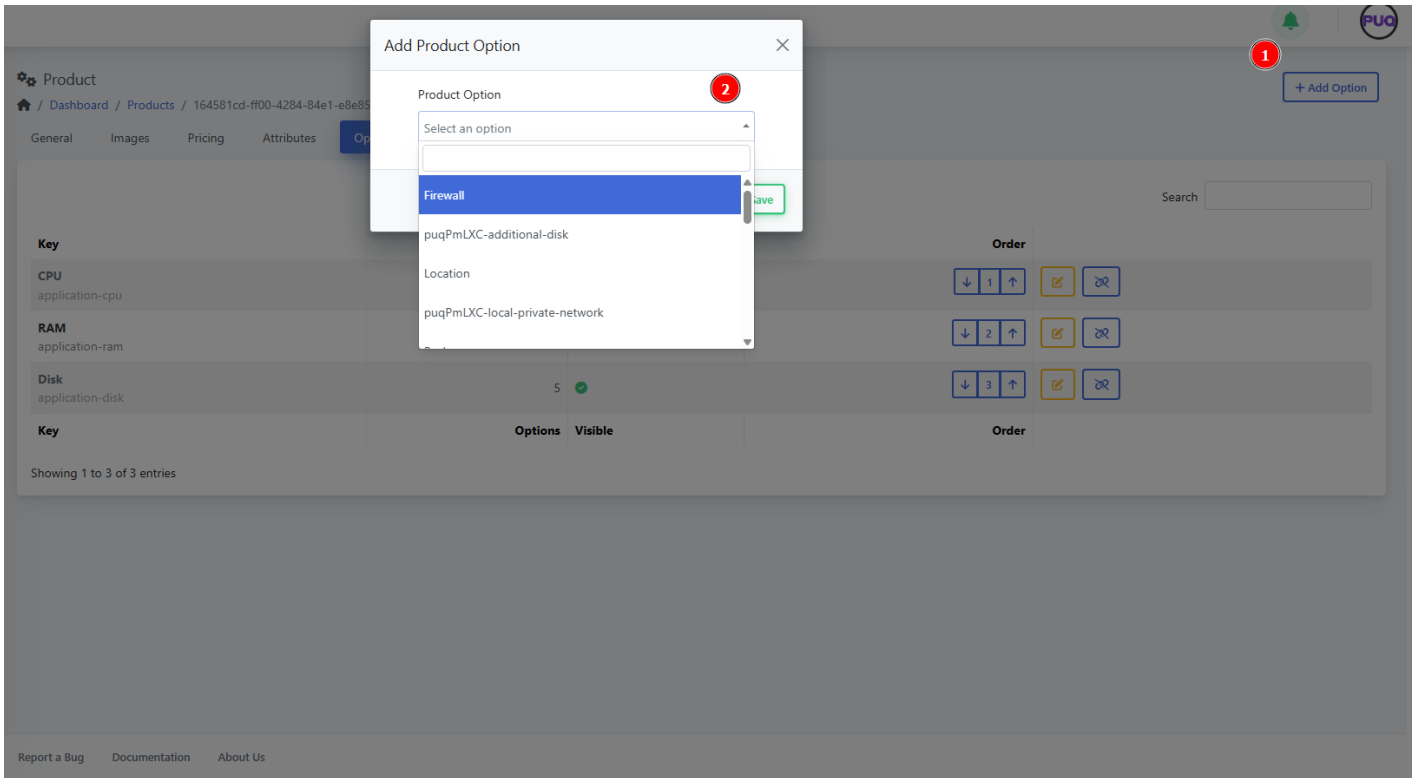 PUQ
Add Product Option
1
Product
+ Add Option
/ Dashboard / Products / 164581cd-ff00-4284-84e1-e8e85
Product Option
2
Select an option
General Images Pricing Attributes Op
Firewall
ave
Search
puqPmLXC-additional-disk
Key
Order
Location
CPU
application-cpu
1
puqPmLXC-local-private-network
RAM
application-ram
2
Disk
application-disk
5
3
Key Options Visible Order
Showing 1 to 3 of 3 entries
Report a Bug Documentation About Us